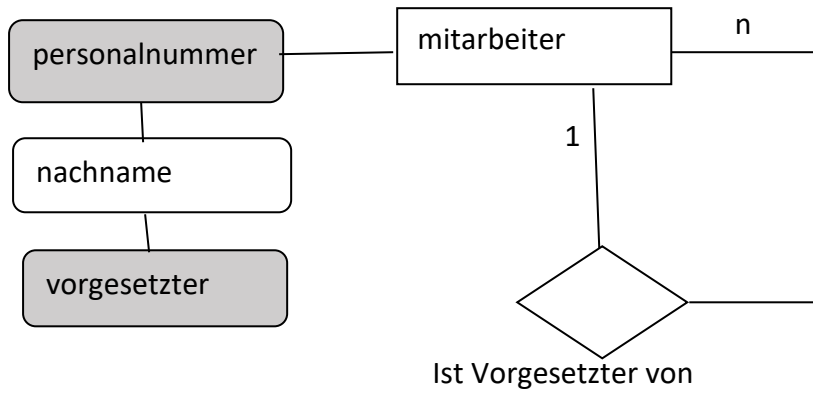 personalnummer
mitarbeiter
n
nachname
1
vorgesetzter
Ist Vorgesetzter von